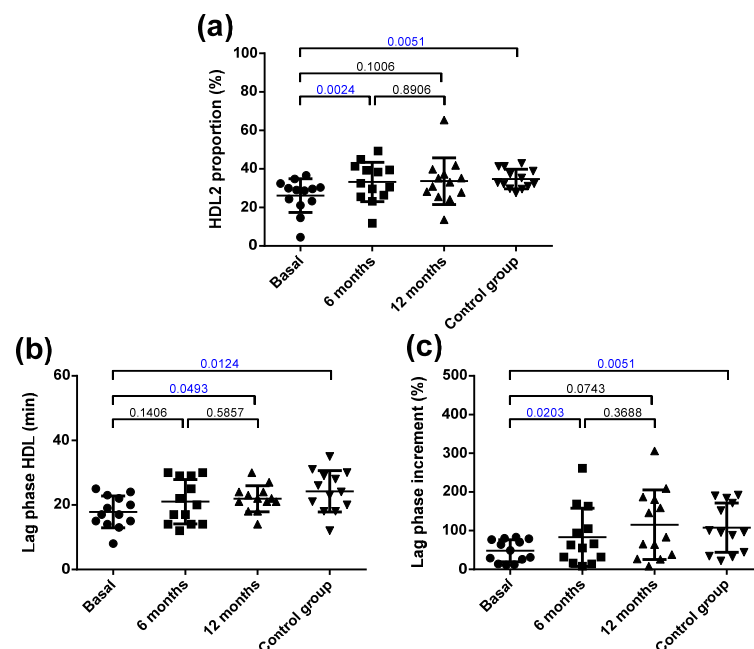 (a)
0.0051
0.1006
0.0024
0.8906
HDL2 proportion (%)
100
80
60
40
20
0
Basal
6 months
12 months
Control group
(b)
0.0124
0.0493
0.1406
0.5857
Lag phase HDL (min)
60
40
20
0
Basal
6 months
12 months
Control group
(c)
0.0051
0.0743
0.0203
0.3688
Lag phase increment (%)
500
400
300
200
100
0
Basal
6 months
12 months
Control group